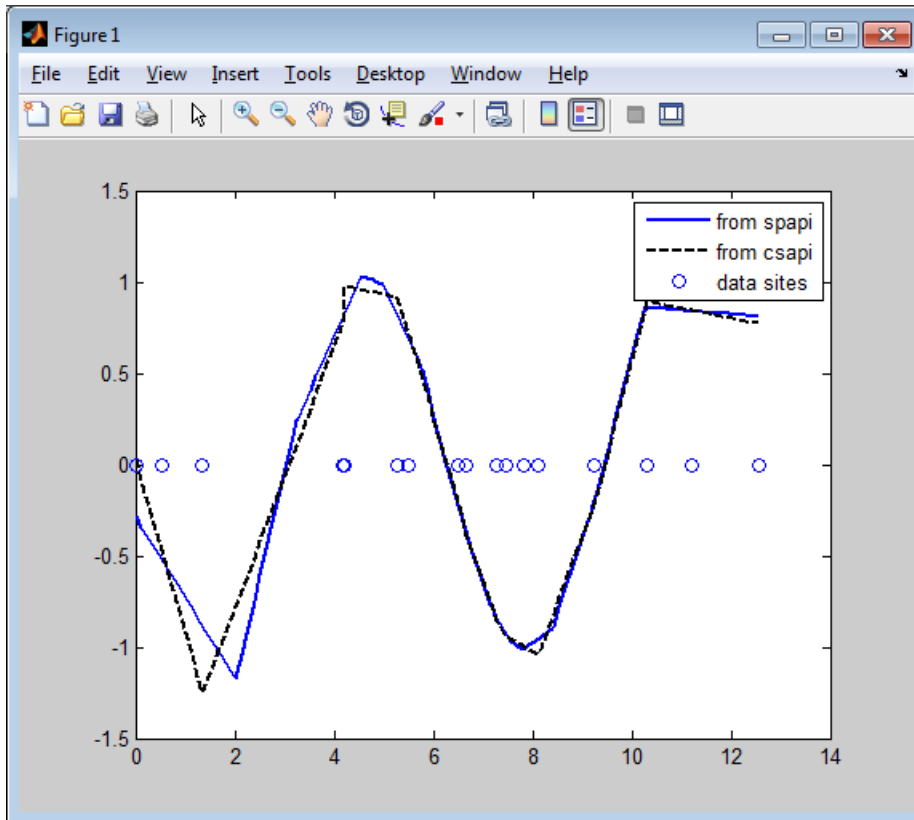 Figure 1
File Edit View Insert Tools Desktop Window Help
1.5
1
0.5
0
-0.5
-1
-1.5
from spapi
from csapi
data sites
0 2 4 6 8 10 12 14